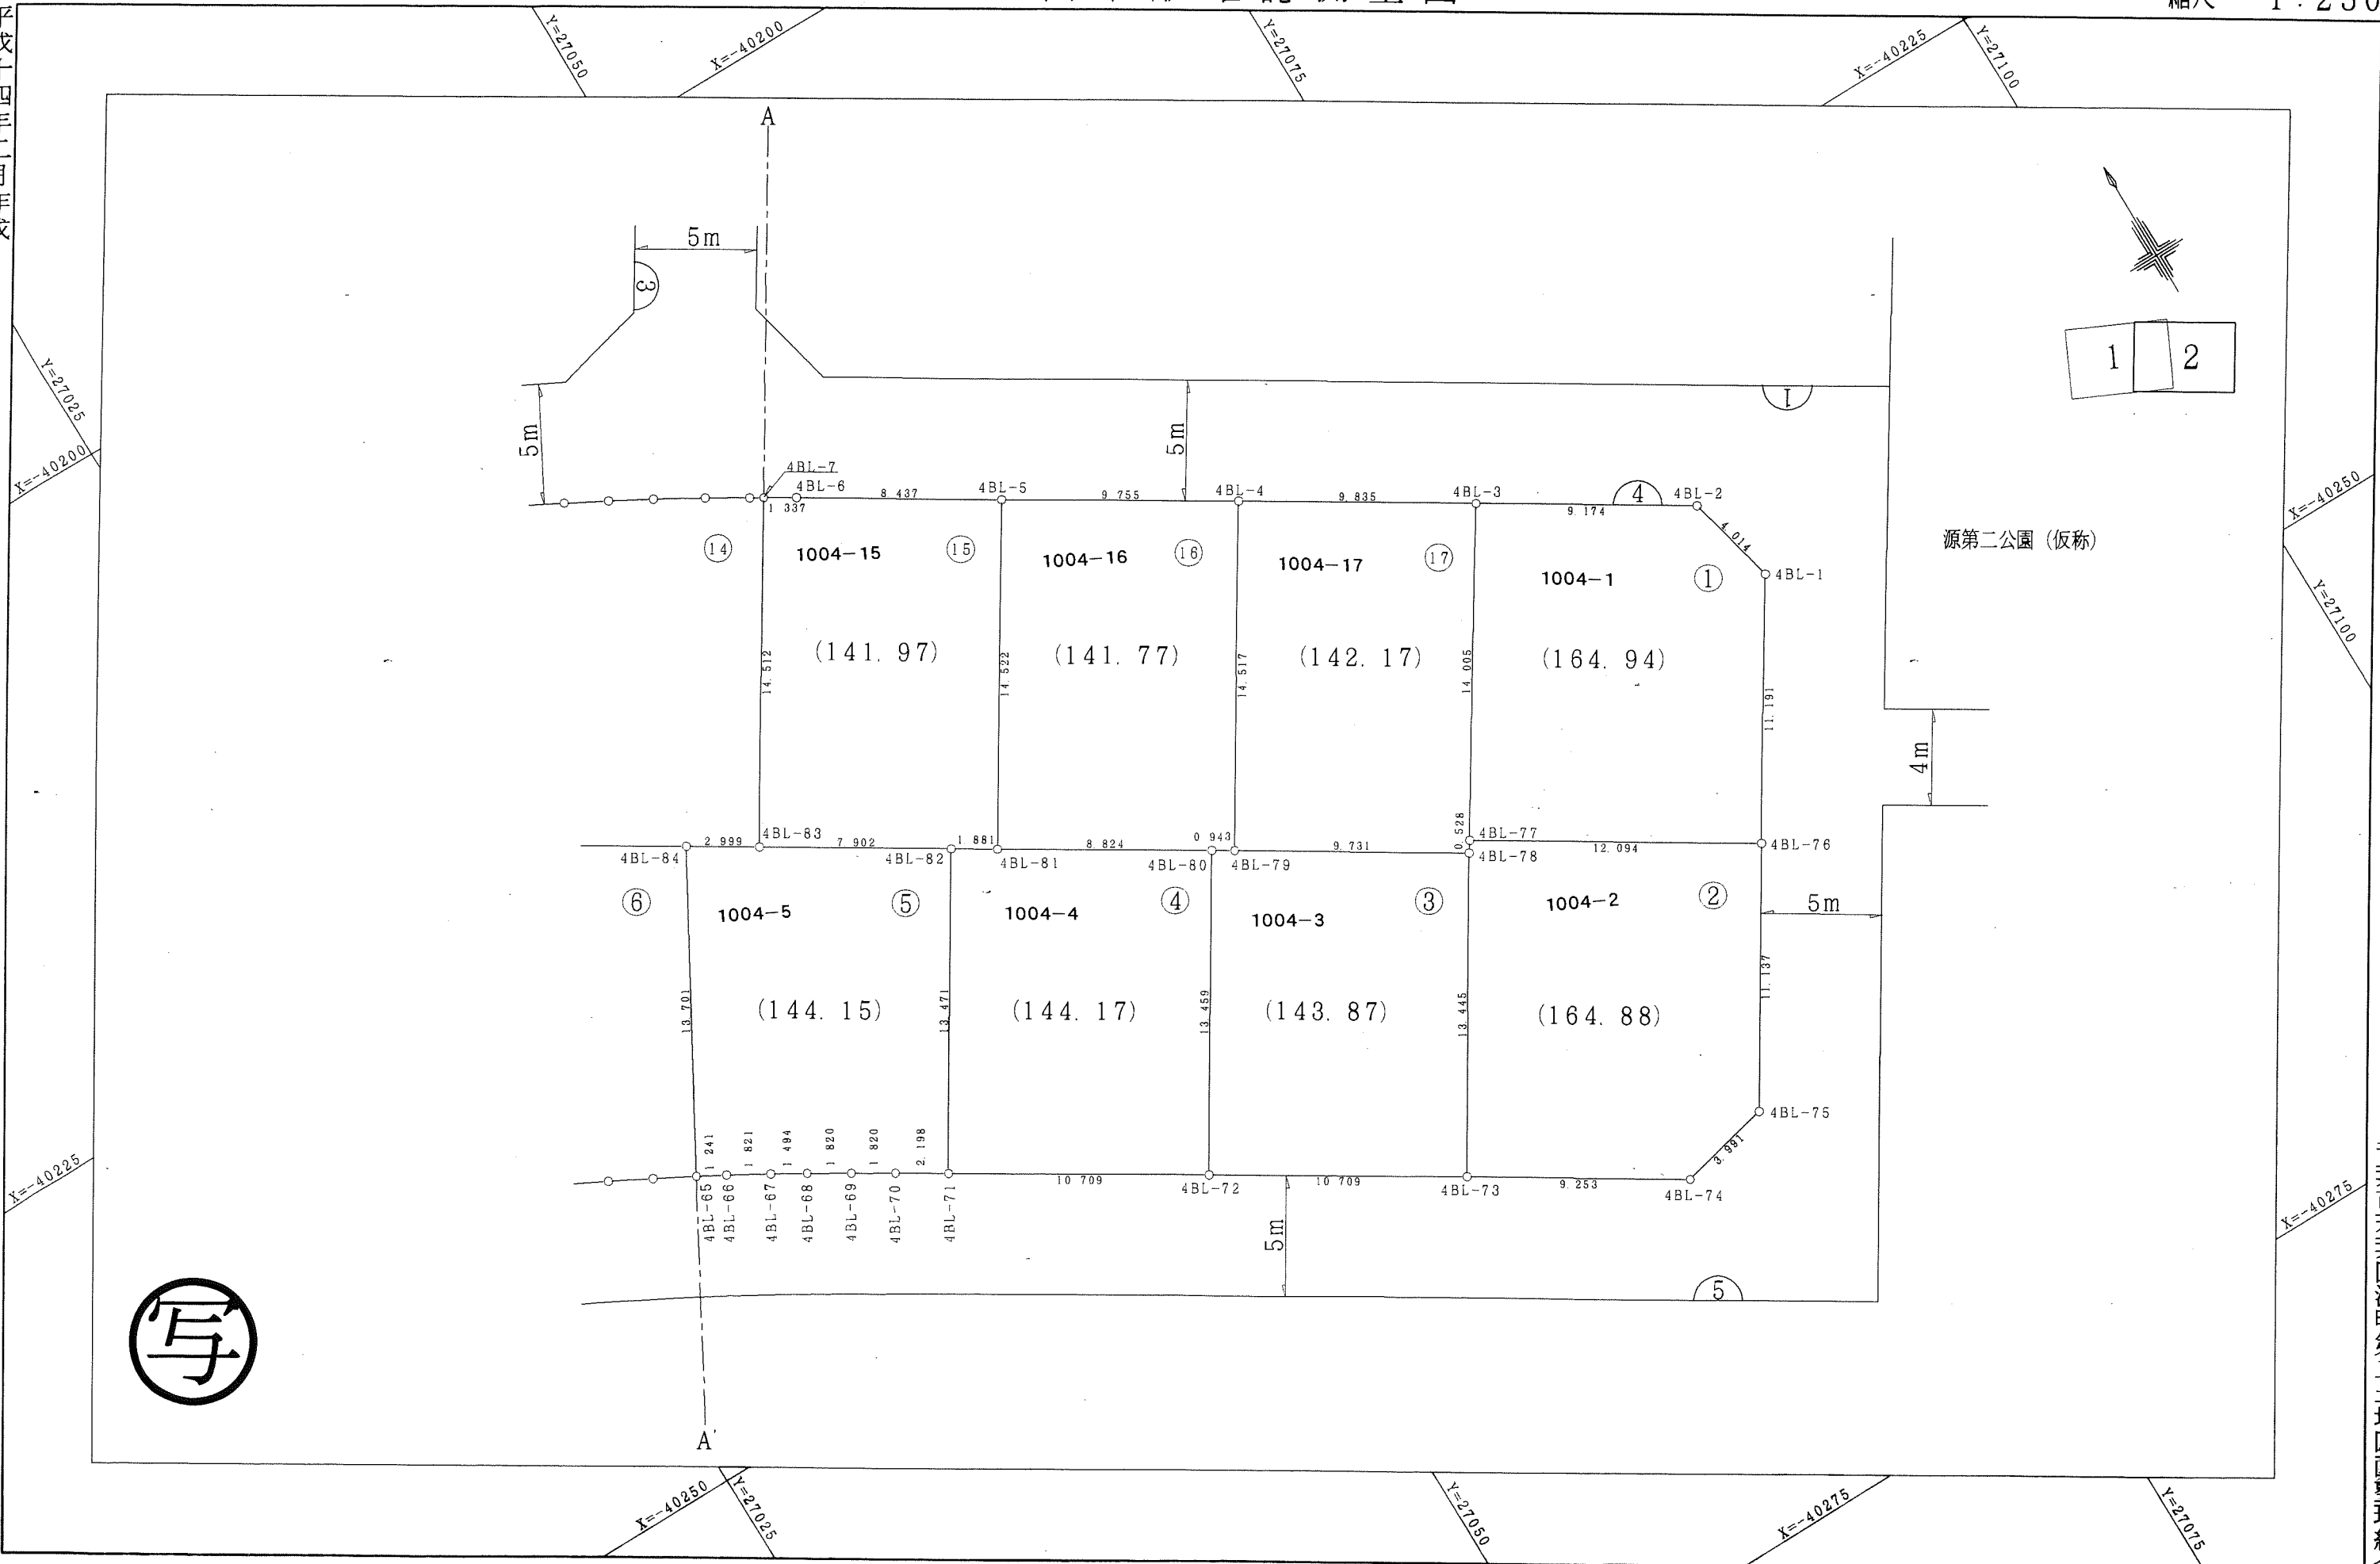 縮尺 1:250
Y=27050
X=-40200
Y=27075
X=-40225
Y=27100
A
5m
3
1 2
Y=27025
X=-40200
5m
5m
1
4BL-7
4BL-6
8.437
4BL-5
9.755
4BL-4
9.835
4BL-3
9.174
4
4BL-2
1 337
4.014
X=-40250
源第二公園(仮称)
14
1004-15
15
1004-16
16
1004-17
17
1004-1
1
4BL-1
Y=27100
14.512
(141.97)
14.522
(141.77)
14.517
(142.17)
14.005
(164.94)
11.191
4m
0.528
4BL-83
4BL-77
2.999
7.902
1.881
8.824
0.943
9.731
12.094
4BL-76
4BL-84
4BL-82
4BL-81
4BL-80
4BL-79
4BL-78
6
1004-5
5
1004-4
4
1004-3
3
1004-2
2
5m
13.701
(144.15)
13.471
(144.17)
13.459
(143.87)
13.445
(164.88)
11.137
4BL-75
3.991
1 241
1 821
1 494
1 820
1 820
2.198
X=-40225
10 709
10 709
9.253
4BL-65
4BL-66
4BL-67
4BL-68
4BL-69
4BL-70
4BL-71
4BL-72
4BL-73
4BL-74
5m
X=-40275
5
写
A'
X=-40250
Y=27025
Y=27050
X=-40275
Y=27075